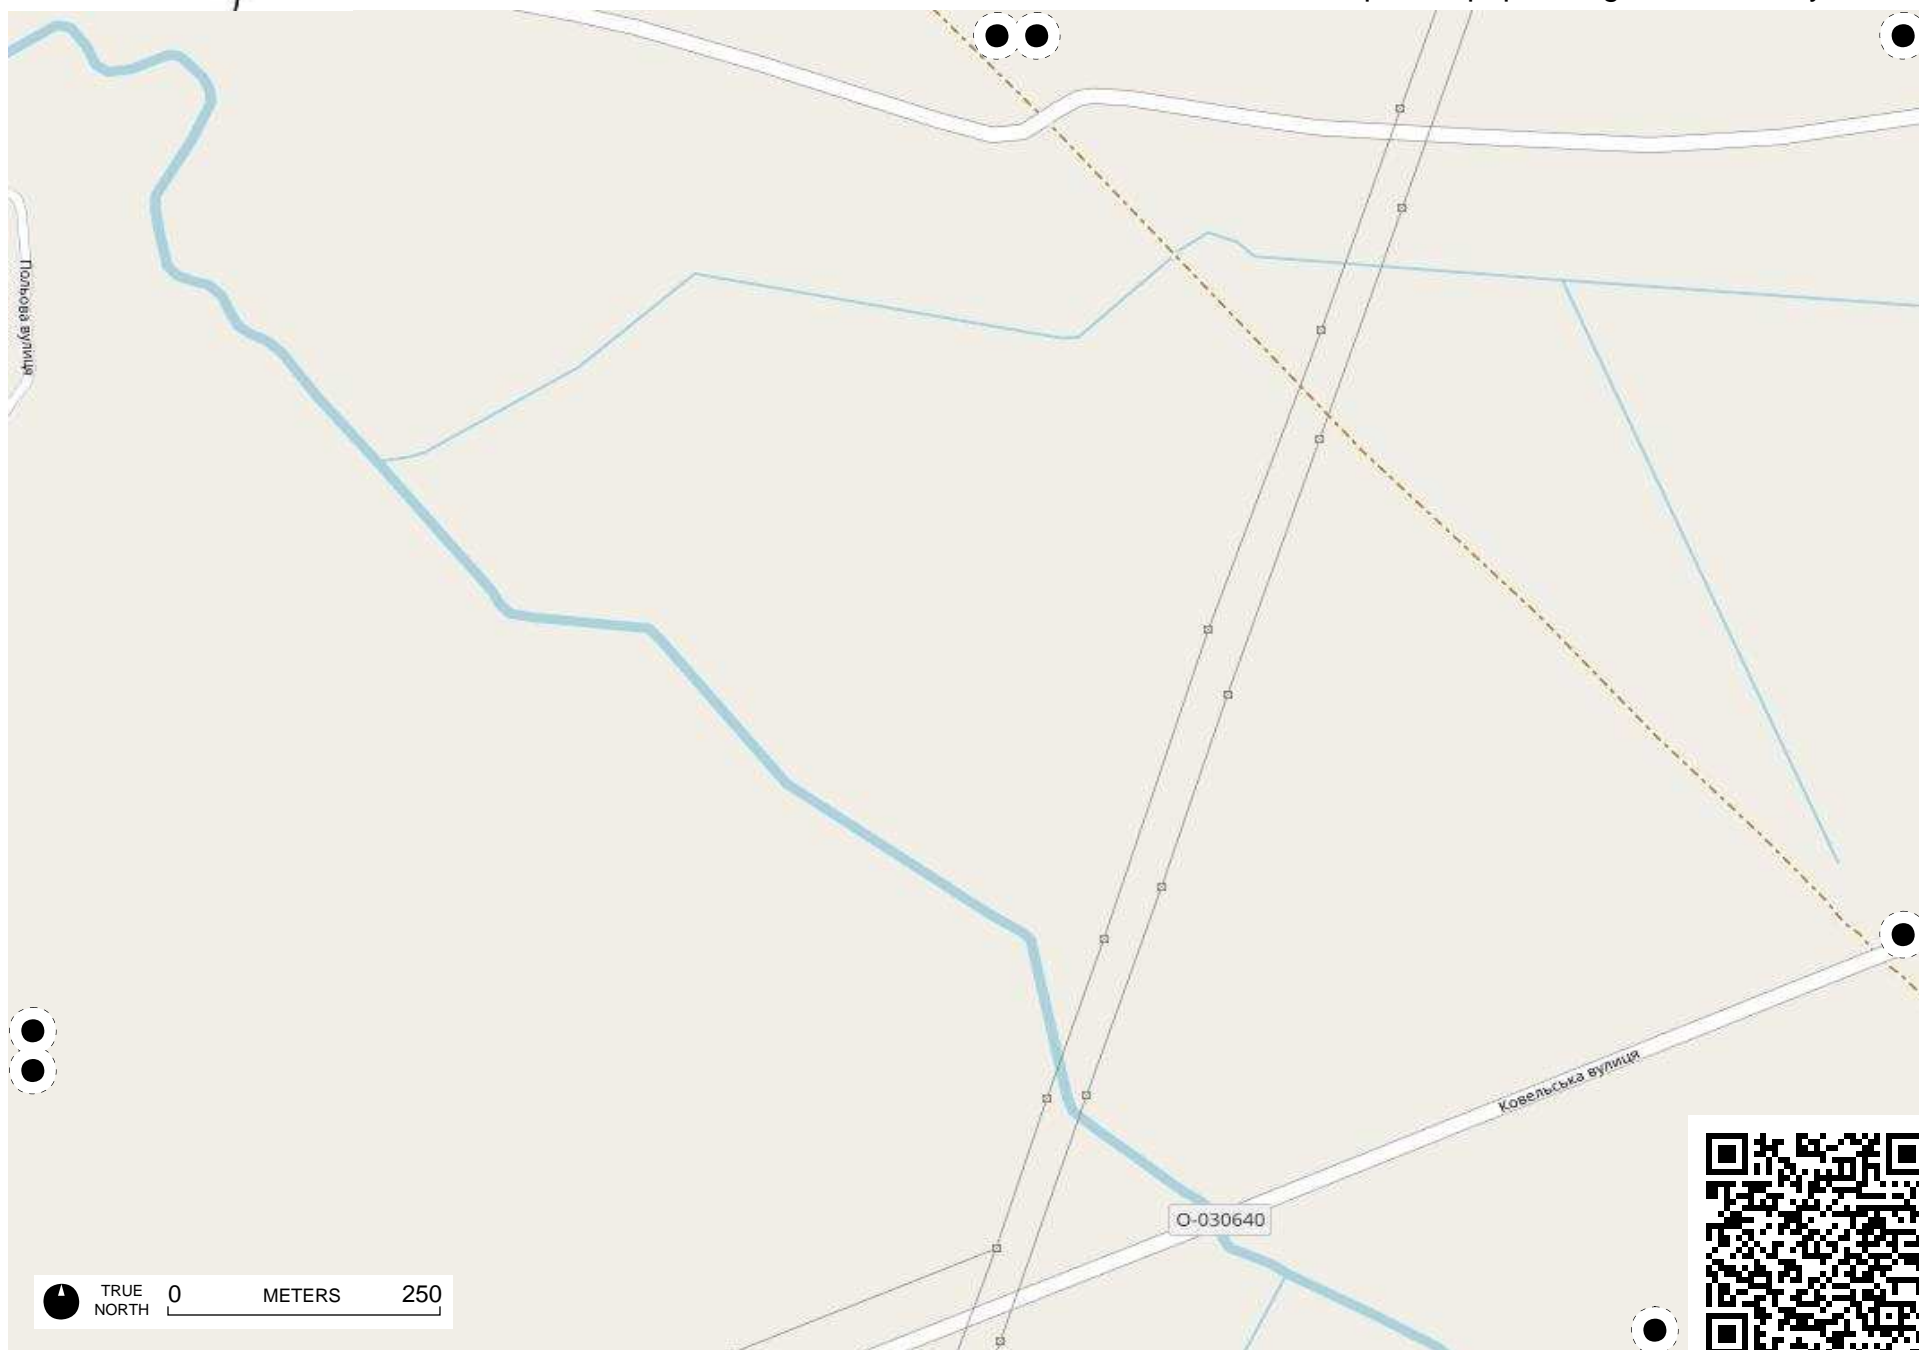 Польова вулиця
Ковельська вулиця
О-030640
TRUE
NORTH
0 METERS 250